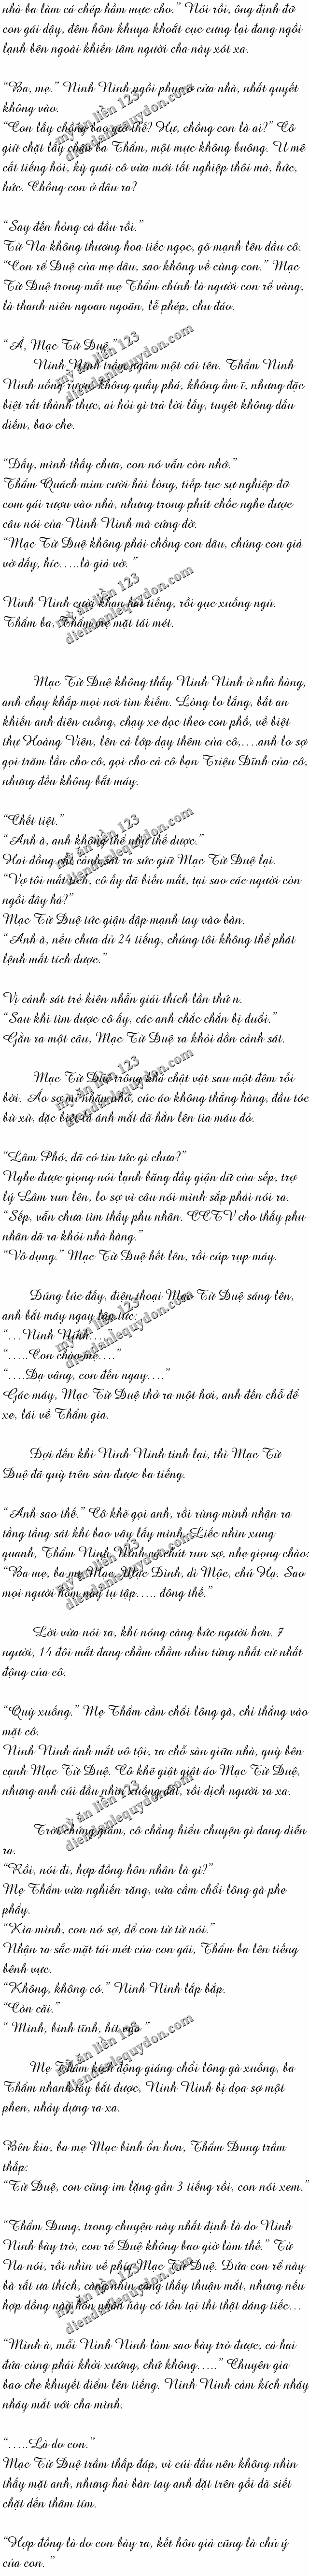 nhà ba làm cá chép hầm mực cho.” Nói rồi, ông định đỡ
con gái dậy, đêm hôm khuya khoắt cục cưng lại đang ngồi
lạnh bên ngoài khiến tâm người cha này xót xa.
“Ba, mẹ.” Ninh Ninh ngồi phụp ở cửa nhà, nhất quyết
không vào.
“Con lấy chồng bao giờ thế? Hự, chồng con là ai?” Cô
giữ chặt lấy chân ba Thẩm, một mực không buông. U mê
cất tiếng hỏi, kỳ quái cô vừa mới tốt nghiệp thôi mà, hức,
hức. Chồng con ở đâu ra?
“Say đến hỏng cả đầu rồi.”
Từ Na không thương hoa tiếc ngọc, gõ mạnh lên đầu cô.
“Con rể Duệ của mẹ đâu, sao không về cùng con.” Mạc
Từ Duệ trong mắt mẹ Thẩm chính là người con rể vàng,
là thanh niên ngoan ngoãn, lễ phép, chu đáo.
“À, Mạc Từ Duệ.”
Ninh Ninh trầm ngâm một cái tên. Thẩm Ninh
Ninh uống rượu không quấy phá, không ầm ĩ, nhưng đặc
biệt rất thành thực, ai hỏi gì trả lời lấy, tuyệt không dấu
diếm, bao che.
“Đấy, mình thấy chưa, con nó vẫn còn nhớ.”
Thẩm Quách mỉm cười hài lòng, tiếp tục sự nghiệp đỡ
con gái rượu vào nhà, nhưng trong phút chốc nghe được
câu nói của Ninh Ninh mà cứng đờ.
“Mạc Từ Duệ không phải chồng con đâu, chúng con giả
vờ đấy, híc…..là giả vờ. ”
Ninh Ninh cười khan hai tiếng, rồi gục xuống ngủ.
Thẩm ba, Thẩm mẹ mặt tái mét.
Mạc Từ Duệ không thấy Ninh Ninh ở nhà hàng,
anh chạy khắp mọi nơi tìm kiếm. Lòng lo lắng, bất an
khiến anh điên cuồng, chạy xe dọc theo con phố, về biệt
thự Hoàng Viên, lên cả lớp dạy thêm của cô,….anh lo sợ
gọi trăm lần cho cô, gọi cho cả cô bạn Triệu Dĩnh của cô,
nhưng đều không bắt máy.
“Chết tiệt.”
“Anh à, anh không thể như thế được.”
Hai đồng chí cảnh sát ra sức giữ Mạc Từ Duệ lại.
“Vợ tôi mất tích, cô ấy đã biến mất, tại sao các người còn
ngồi đây hả?”
Mạc Từ Duệ tức giận đập mạnh tay vào bàn.
“Anh à, nếu chưa đủ 24 tiếng, chúng tôi không thể phát
lệnh mất tích được.”
Vị cảnh sát trẻ kiên nhẫn giải thích lần thứ n.
“Sau khi tìm được cô ấy, các anh chắc chắn bị đuổi.”
Gằn ra một câu, Mạc Từ Duệ ra khỏi đồn cảnh sát.
Mạc Từ Duệ trông khá chật vật sau một đêm rối
bời. Áo sơ mi nhàu nhĩ, các áo không thẳng hàng, đầu tóc
bù xù, đặc biệt là ánh mắt đã hằn lên tia máu đỏ.
“Lâm Phó, đã có tin tức gì chưa?”
Nghe được giọng nói lạnh băng đầy giận dữ của sếp, trợ
lý Lâm run lên, lo sợ vì câu nói mình sắp phải nói ra.
“Sếp, vẫn chưa tìm thấy phu nhân. CCTV cho thấy phu
nhân đã ra khỏi nhà hàng.”
“Vô dụng.” Mạc Từ Duệ hét lên, rồi cúp rụp máy.
Đúng lúc đấy, điện thoại Mạc Từ Duệ sáng lên,
anh bắt máy ngay lập tức:
“…Ninh Ninh….”
“…..Con chào mẹ….”
“….Dạ vâng, con đến ngay….”
Gác máy, Mạc Từ Duệ thở ra một hơi, anh đến chỗ để
xe, lái về Thẩm gia.
Đợi đến khi Ninh Ninh tỉnh lại, thì Mạc Từ
Duệ đã quỳ trên sàn được ba tiếng.
“Anh sao thế.” Cô khẽ gọi anh, rồi rùng mình nhận ra
tầng tầng sát khí bao vây lấy mình. Liếc nhìn xung
quanh, Thẩm Ninh Ninh có chút run sợ, nhẹ giọng chào:
“Ba mẹ, ba mẹ Mạc, Mạc Đình, dì Mộc, chú Hạ. Sao
mọi người hôm nay tụ tập….. đông thế.”
Lời vừa nói ra, khí nóng càng bức người hơn. 7
người, 14 đôi mắt đang chằm chằm nhìn từng nhất cử nhất
động của cô.
“Quỳ xuống.” Mẹ Thẩm cầm chổi lông gà, chỉ thẳng vào
mặt cô.
Ninh Ninh ánh mắt vô tội, ra chỗ sàn giữa nhà, quỳ bên
cạnh Mạc Từ Duệ. Cô khẽ giật giật áo Mạc Từ Duệ,
nhưng anh cúi đầu nhìn xuống đất, rồi dịch người ra xa.
Trời chứng giám, cô chẳng hiểu chuyện gì đang diễn
ra.
“Rồi, nói đi, hợp đồng hôn nhân là gì?”
Mẹ Thẩm vừa nghiến răng, vừa cầm chổi lông gà phe
phẩy.
“Kìa mình, con nó sợ, để con từ từ nói.”
Nhận ra sắc mặt tái mét của con gái, Thẩm ba lên tiếng
bênh vực.
“Không, không có.” Ninh Ninh lắp bắp.
“Còn cãi.”
“ Mình, bình tĩnh, hít vào ”
Mẹ Thẩm kích động giáng chổi lông gà xuống, ba
Thẩm nhanh tay bắt được, Ninh Ninh bị dọa sợ một
phen, nhảy dựng ra xa.
Bên kia, ba mẹ Mạc bình ổn hơn, Thẩm Dung trầm
thấp:
“Từ Duệ, con cũng im lặng gần 3 tiếng rồi, con nói xem.”
“Thẩm Dung, trong chuyện này nhất định là do Ninh
Ninh bày trò, con rể Duệ không bao giờ làm thế.” Từ
Na nói, rồi nhìn về phía Mạc Từ Duệ. Đứa con rể này
bà rất ưa thích, càng nhìn càng thấy thuận mắt, nhưng nếu
hợp đồng này hôn nhân này có tồn tại thì thật đáng tiếc…
“Mình à, mỗi Ninh Ninh làm sao bày trò được, cả hai
đứa cùng phải khởi xướng, chứ không…..” Chuyên gia
bao che khuyết điểm lên tiếng. Ninh Ninh cảm kích nháy
nháy mắt với cha mình.
“…..Là do con.”
Mạc Từ Duệ trầm thấp đáp, vì cúi đầu nên không nhìn
thấy mặt anh, nhưng hai bàn tay anh đặt trên gối đã siết
chặt đến thâm tím.
“Hợp đồng là do con bày ra, kết hôn giả cũng là chủ ý
của con.”